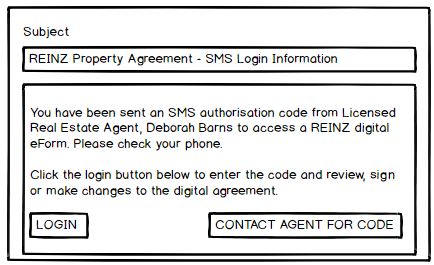 Subject
REINZ Property Agreement - SMS Login Information
You have been sent an SMS authorisation code from Licensed
Real Estate Agent, Deborah Barns to access a REINZ digital
eForm. Please check your phone.
Click the login button below to enter the code and review, sign
or make changes to the digital agreement.
LOGIN
CONTACT AGENT FOR CODE